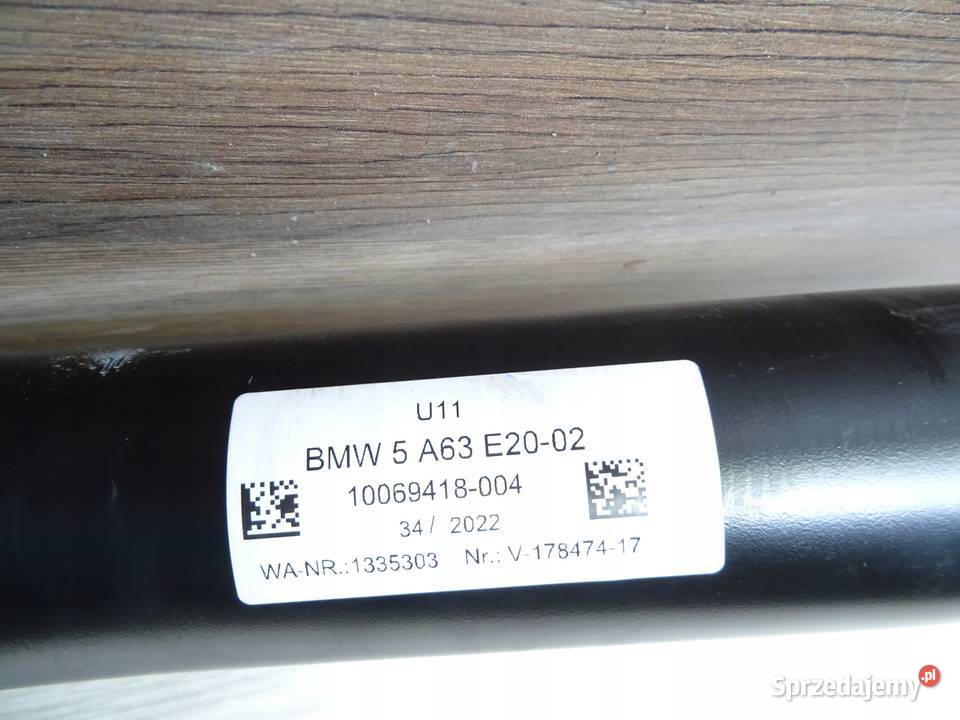 U11
BMW 5 A63 E20-02
10069418-004
34/ 2022
WA-NR.:1335303 Nr.: V-178474-17
Sprzedajemy.pl